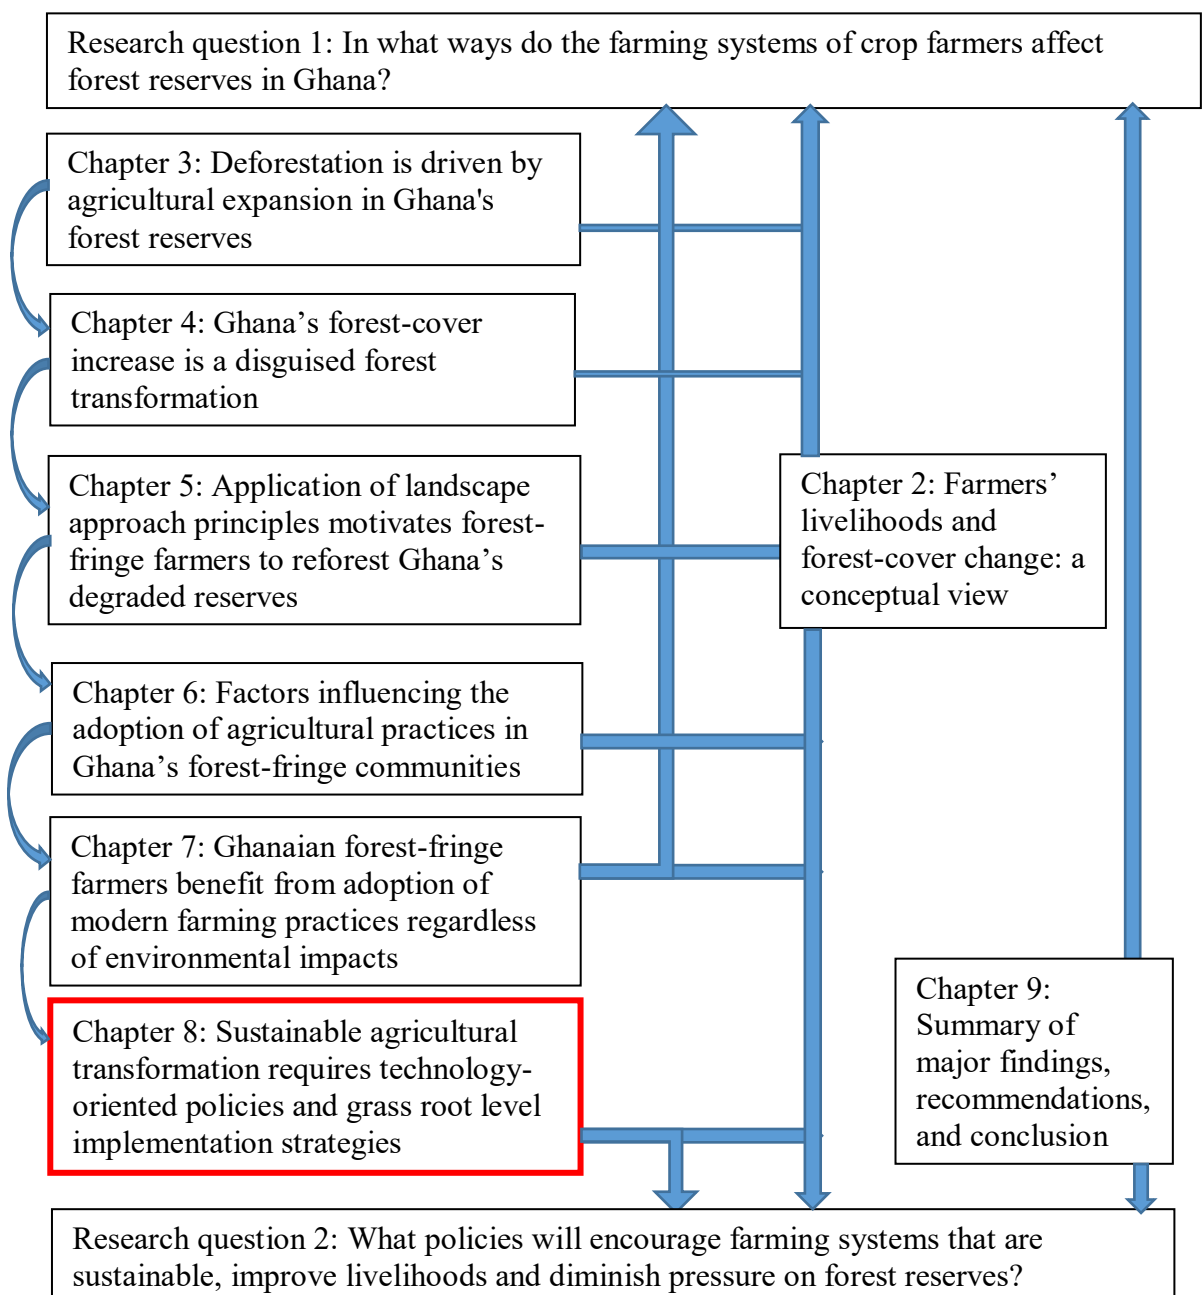 Research question 1: In what ways do the farming systems of crop farmers affect
forest reserves in Ghana?
Chapter 3: Deforestation is driven by
agricultural expansion in Ghana's
forest reserves
Chapter 4: Ghana’s forest-cover
increase is a disguised forest
transformation
Chapter 5: Application of landscape
approach principles motivates forest-
fringe farmers to reforest Ghana’s
degraded reserves
Chapter 2: Farmers’
livelihoods and
forest-cover change: a
conceptual view
Chapter 6: Factors influencing the
adoption of agricultural practices in
Ghana’s forest-fringe communities
Chapter 7: Ghanaian forest-fringe
farmers benefit from adoption of
modern farming practices regardless
of environmental impacts
Chapter 8: Sustainable agricultural
transformation requires technology-
oriented policies and grass root level
implementation strategies
Chapter 9:
Summary of
major findings,
recommendations,
and conclusion
Research question 2: What policies will encourage farming systems that are
sustainable, improve livelihoods and diminish pressure on forest reserves?